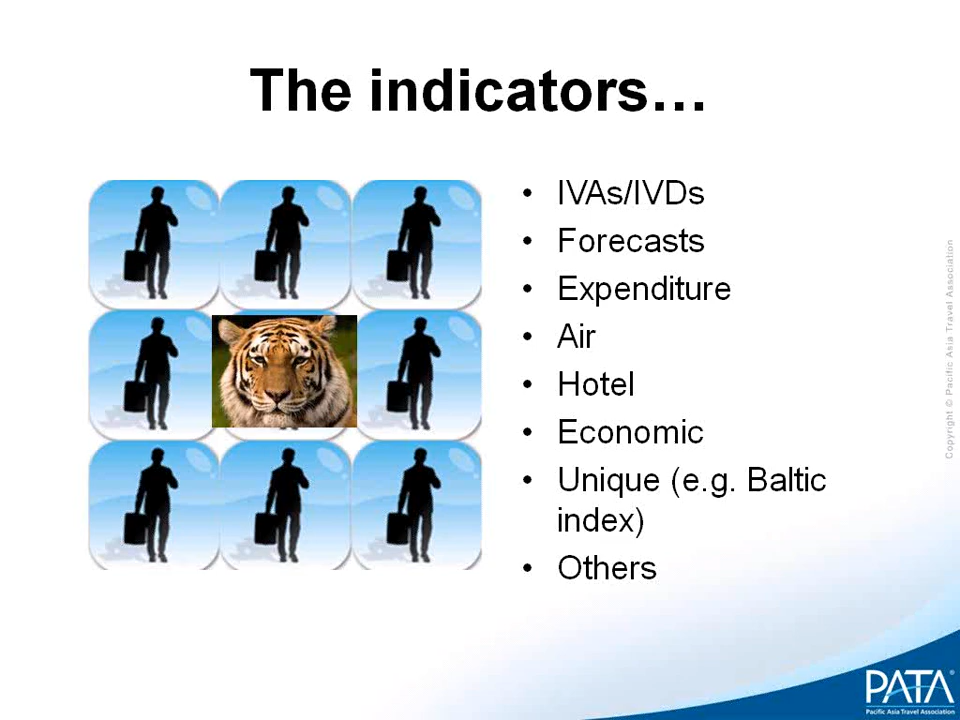 The indicators…
• IVAs/IVDs
• Forecasts
• Expenditure
• Air
• Hotel
• Economic
• Unique (e.g. Baltic
index)
• Others
Copyright © Pacific Asia Travel Association
PATA®
Pacific Asia Travel Association